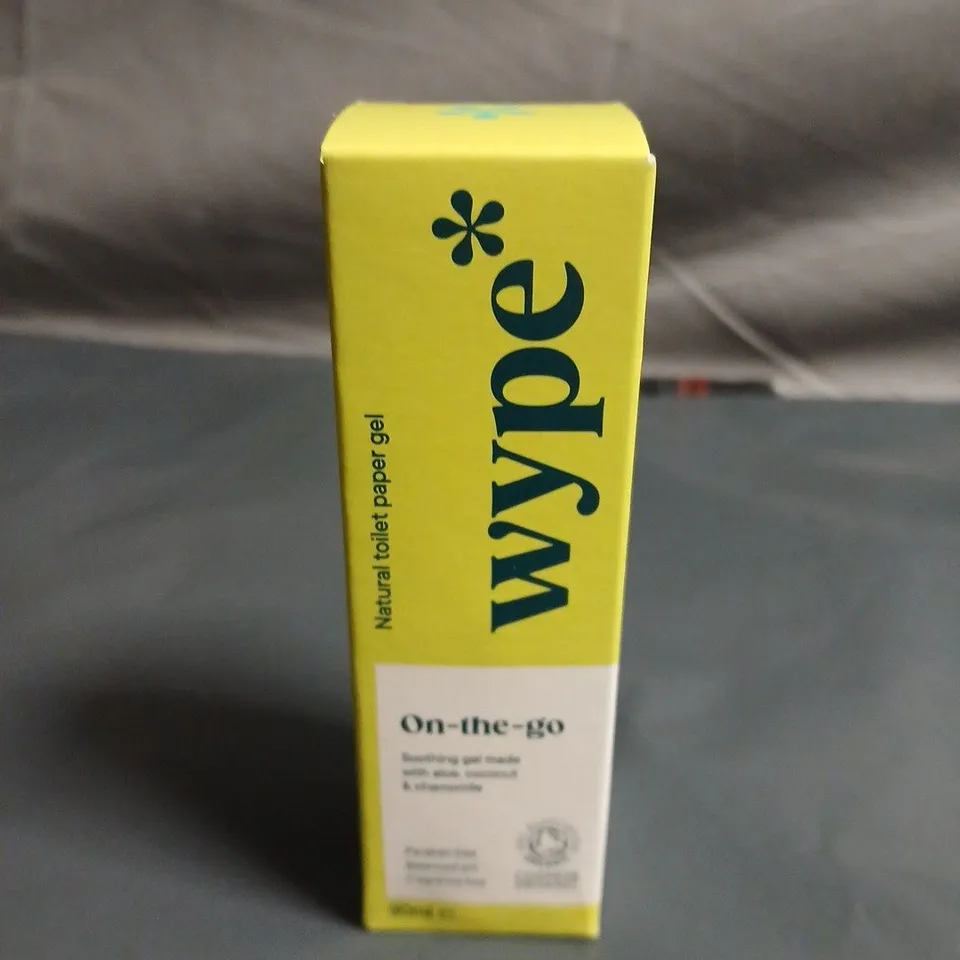 wype*
Natural toilet paper gel
On-the-go
Soothing gel made
with aloe, coconut
& chamomile